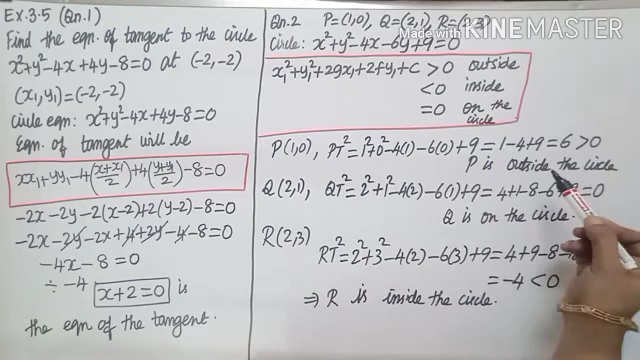 EX.3.5 (Qn.1)
Find the eqn. of tangent to the circle
x²+y²-4x+4y-8=0 at (-2,-2)
(x₁,y₁)=(-2,-2)
circle eqn: x²+y²-4x+4y-8=0
Eqn. of tangent will be
xx₁+yy₁-4((x+x₁)/2)+4((y+y₁)/2)-8=0
-2x-2y-2(x-2)+2(y-2)-8=0
-2x-2y-2x+4+2y-4-8=0
-4x-8=0
÷-4 x+2=0 is
the eqn of the tangent.
Qn.2 P=(1,0), Q=(2,1), R=(2,3)
Made with KINEMASTER
Circle: x²+y²-4x-6y+9=0
x₁²+y₁²+2gx₁+2fy₁+c >0 outside
<0 inside
=0 on the circle
P(1,0), PT²=1²+0²-4(1)-6(0)+9=1-4+9=6>0
P is outside the circle
Q(2,1), QT²=2²+1²-4(2)-6(1)+9=4+1-8-6+9=0
Q is on the circle.
R(2,3)
RT²=2²+3²-4(2)-6(3)+9=4+9-8-18
=-4<0
⇒ R is inside the circle.